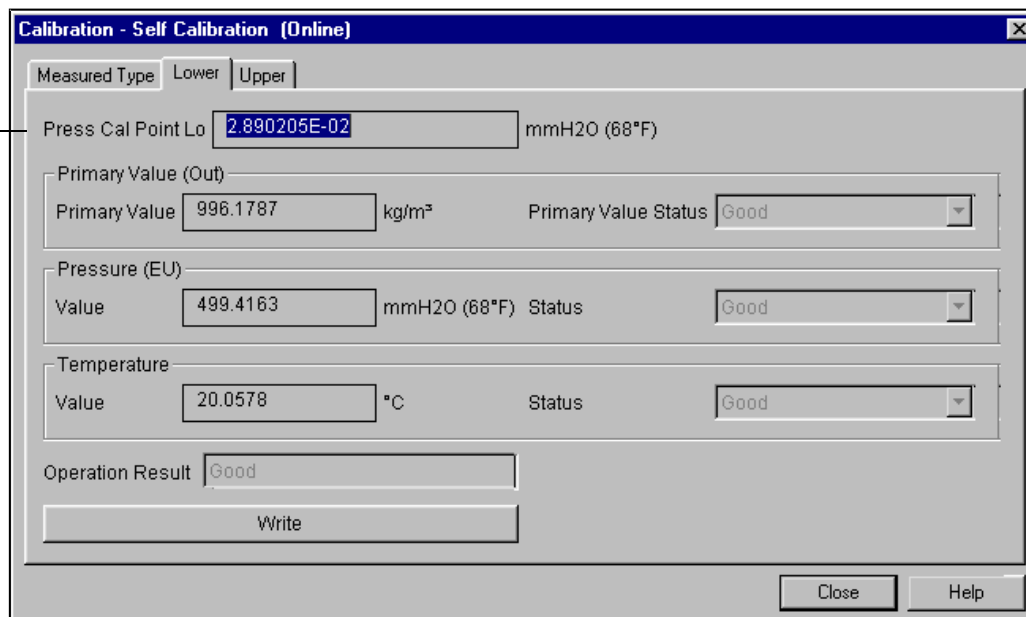 Calibration - Self Calibration (Online)
Measured Type Lower Upper
Press Cal Point Lo 2.890205E-02 mmH2O (68°F)
Primary Value (Out)
Primary Value 996.1787 kg/m³ Primary Value Status Good
Pressure (EU)
Value 499.4163 mmH2O (68°F) Status Good
Temperature
Value 20.0578 °C Status Good
Operation Result Good
Write
Close Help